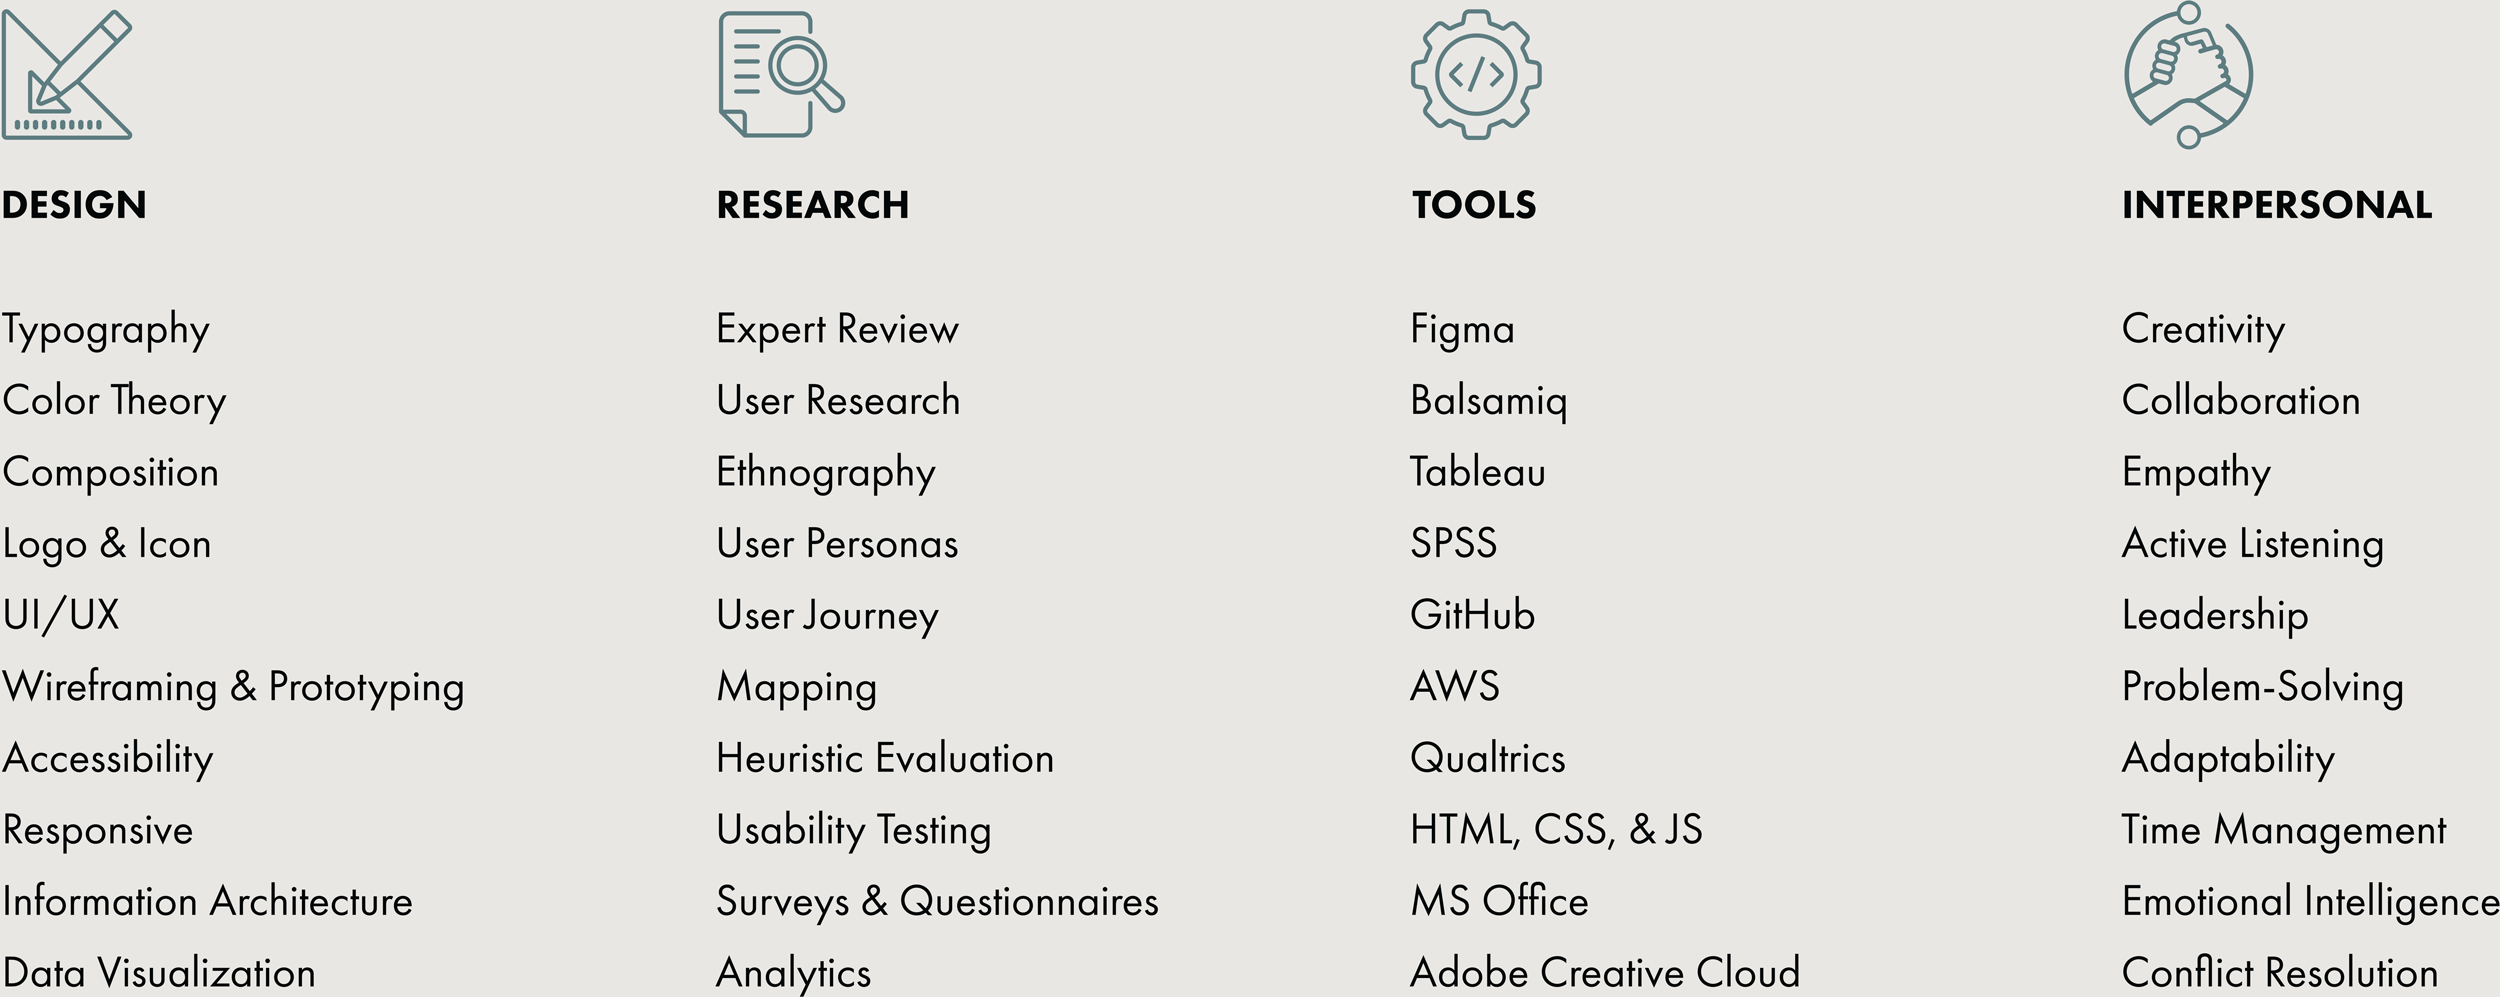 DESIGN
Typography
Color Theory
Composition
Logo & Icon
UI/UX
Wireframing & Prototyping
Accessibility
Responsive
Information Architecture
Data Visualization
RESEARCH
Expert Review
User Research
Ethnography
User Personas
User Journey
Mapping
Heuristic Evaluation
Usability Testing
Surveys & Questionnaires
Analytics
TOOLS
Figma
Balsamiq
Tableau
SPSS
GitHub
AWS
Qualtrics
HTML, CSS, & JS
MS Office
Adobe Creative Cloud
INTERPERSONAL
Creativity
Collaboration
Empathy
Active Listening
Leadership
Problem-Solving
Adaptability
Time Management
Emotional Intelligence
Conflict Resolution